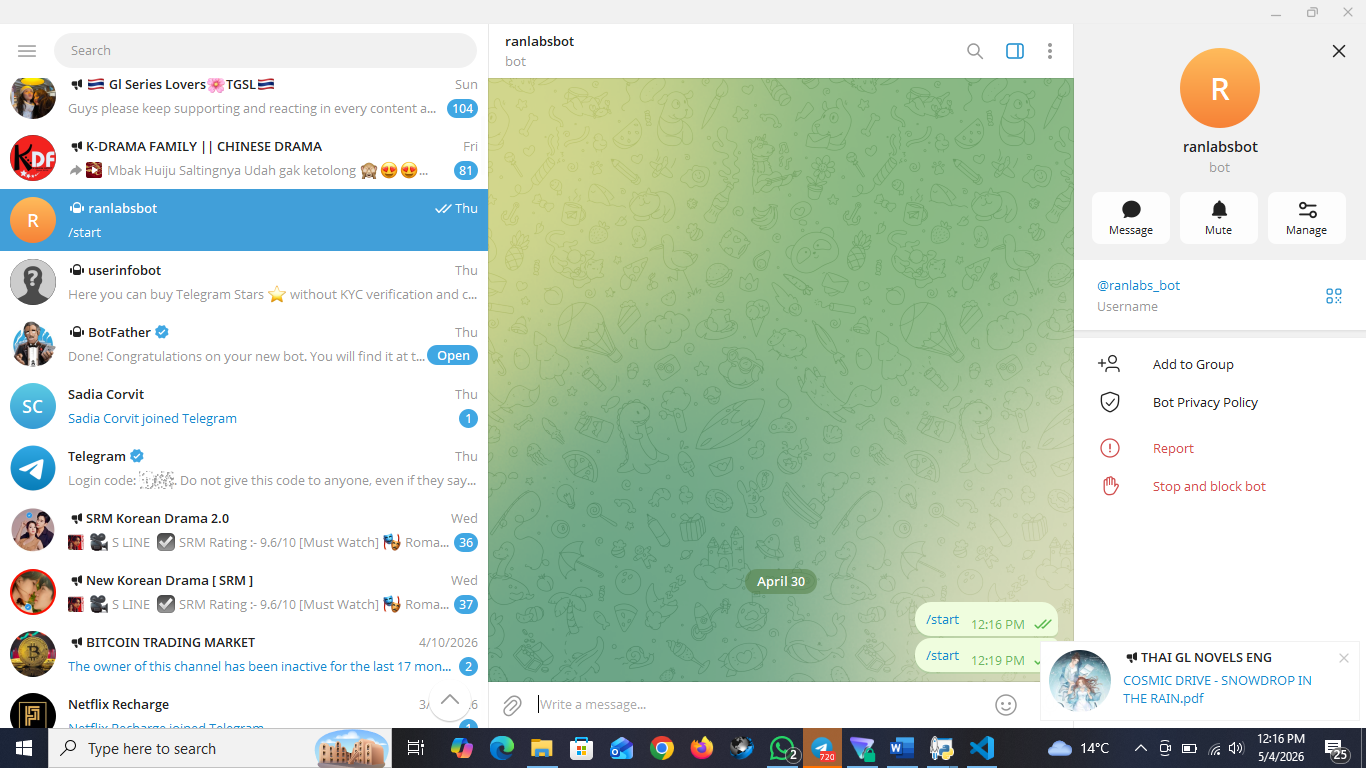 Search
Gl Series Lovers🌸TGSL🇹🇭
Sun
Guys please keep supporting and reacting in every content a...
104
KDF
K-DRAMA FAMILY || CHINESE DRAMA
Fri
Mbak Huiju Saltingnya Udah gak ketolong 🙈😍😍...
81
R
ranlabsbot
Thu
/start
userinfobot
Thu
Here you can buy Telegram Stars ⭐ without KYC verification and c...
BotFather
Thu
Done! Congratulations on your new bot. You will find it at t...
Open
SC
Sadia Corvit
Thu
Sadia Corvit joined Telegram
1
Telegram
Thu
Login code: . Do not give this code to anyone, even if they say...
SRM Korean Drama 2.0
Wed
S LINE ☑ SRM Rating :- 9.6/10 [Must Watch] 🎭 Roma...
36
New Korean Drama [ SRM ]
Wed
S LINE ☑ SRM Rating :- 9.6/10 [Must Watch] 🎭 Roma...
37
BITCOIN TRADING MARKET
4/10/2026
The owner of this channel has been inactive for the last 17 mon...
2
Netflix Recharge
Netflix Recharge joined Telegram
ranlabsbot
bot
April 30
/start 12:16 PM
/start 12:19 PM
Write a message...
R
ranlabsbot
bot
Message
Mute
Manage
@ranlabs_bot
Username
Add to Group
Bot Privacy Policy
Report
Stop and block bot
THAI GL NOVELS ENG
COSMIC DRIVE - SNOWDROP IN
THE RAIN.pdf
Type here to search
2
720
14°C
12:16 PM
5/4/2026
25